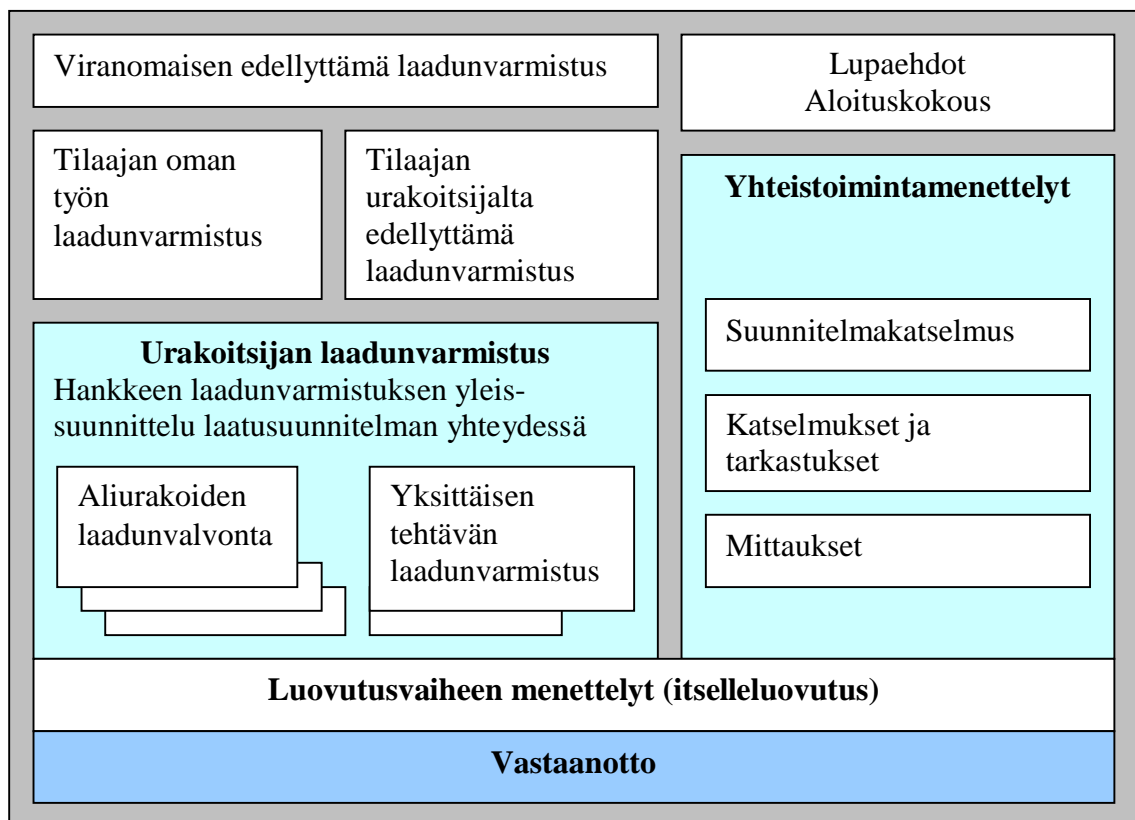 Viranomaisen edellyttämä laadunvarmistus
Lupaehdot
Aloituskokous
Tilaajan oman
työn
laadunvarmistus
Tilaajan
urakoitsijalta
edellyttämä
laadunvarmistus
Yhteistoimintamenettelyt
Suunnitelmakatselmus
Katselmukset ja
tarkastukset
Mittaukset
Urakoitsijan laadunvarmistus
Hankkeen laadunvarmistuksen yleis-
suunnittelu laatusuunnitelman yhteydessä
Aliurakoiden
laadunvalvonta
Yksittäisen
tehtävän
laadunvarmistus
Luovutusvaiheen menettelyt (itselleluovutus)
Vastaanotto